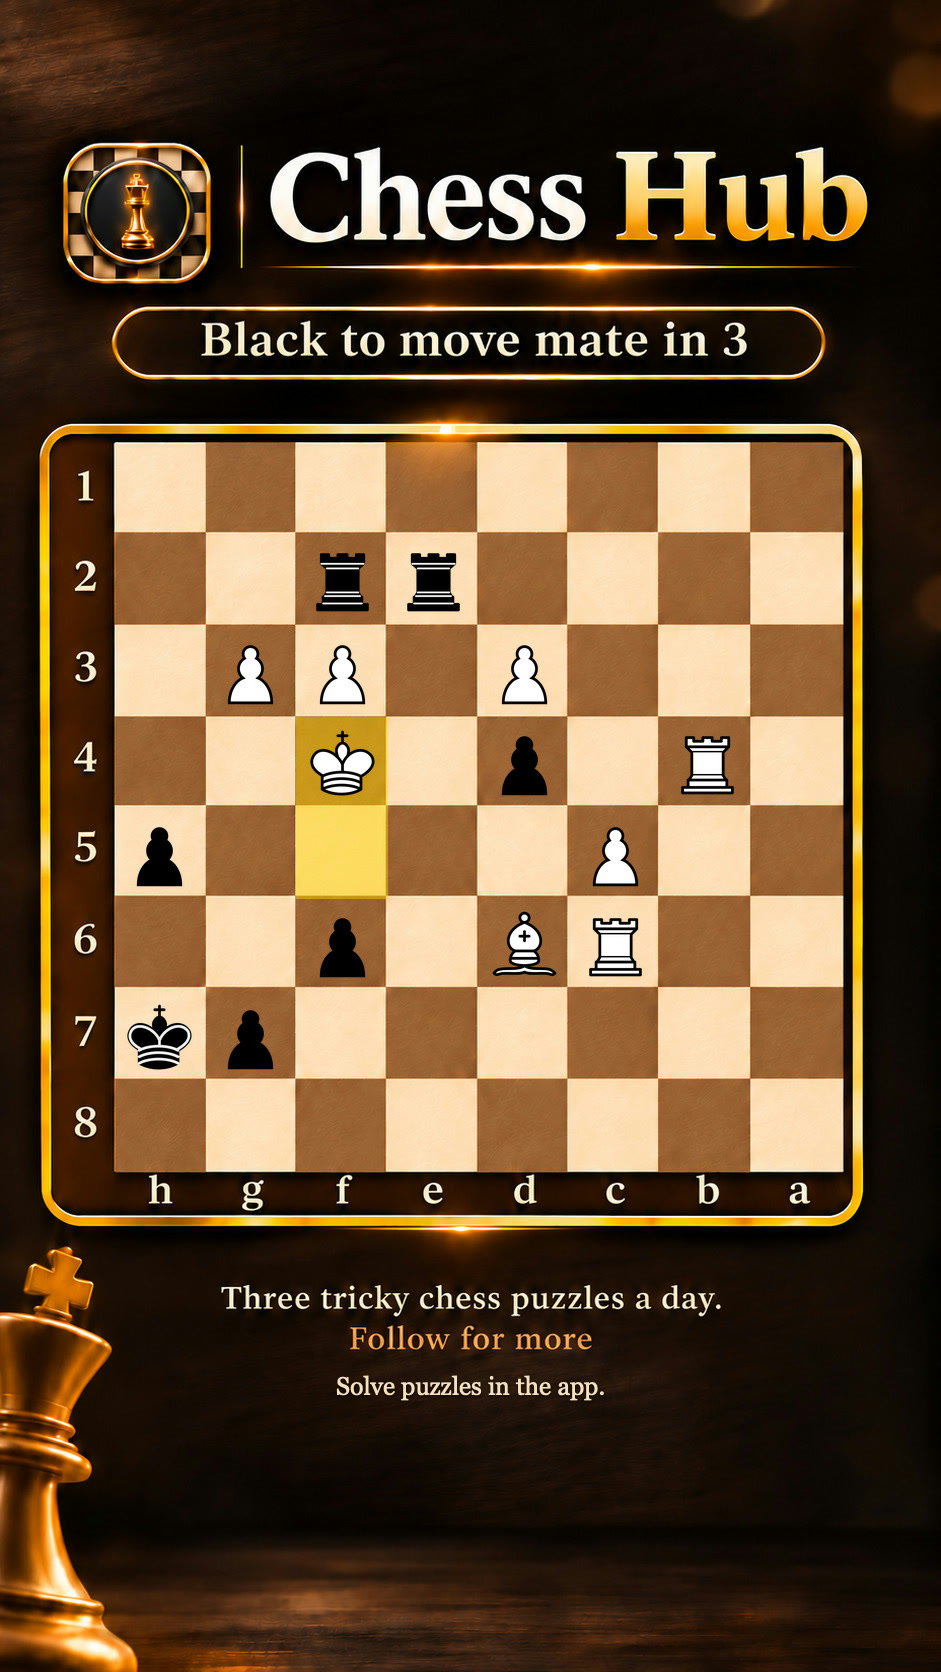 Chess Hub
Black to move mate in 3
1
2
3
4
5
6
7
8
h g f e d c b a
Three tricky chess puzzles a day.
Follow for more
Solve puzzles in the app.